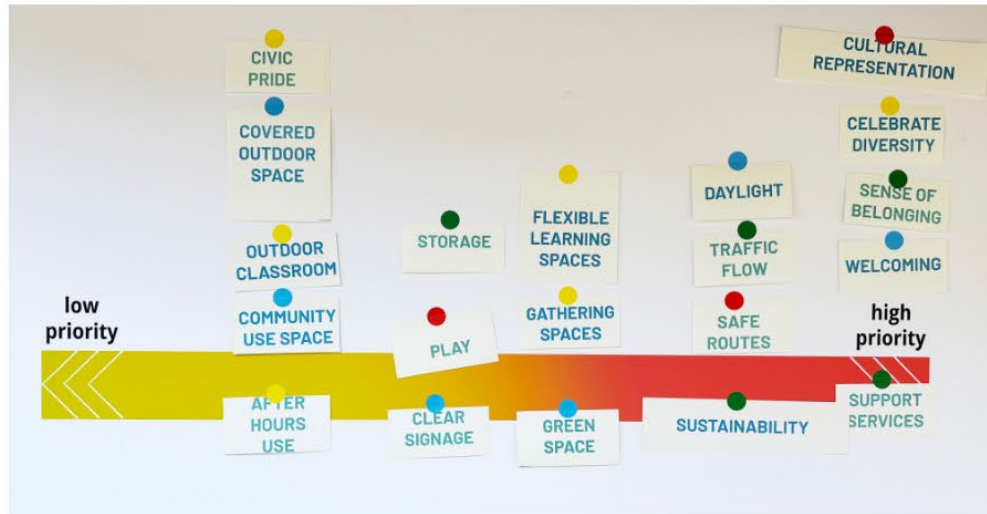 CIVIC
PRIDE
COVERED
OUTDOOR
SPACE
OUTDOOR
CLASSROOM
COMMUNITY
USE SPACE
AFTER
HOURS
USE
STORAGE
PLAY
CLEAR
SIGNAGE
FLEXIBLE
LEARNING
SPACES
GATHERING
SPACES
GREEN
SPACE
DAYLIGHT
TRAFFIC
FLOW
SAFE
ROUTES
SUSTAINABILITY
CULTURAL
REPRESENTATION
CELEBRATE
DIVERSITY
SENSE OF
BELONGING
WELCOMING
SUPPORT
SERVICES
low
priority
high
priority